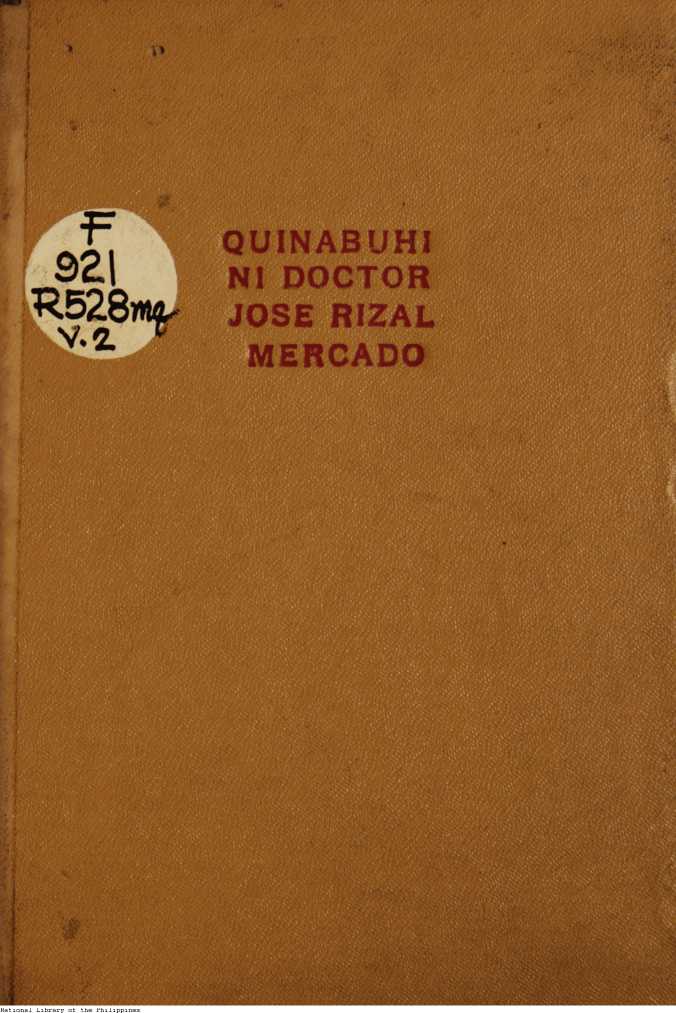 F
921
R528mq
V.2
QUINABUHI
NI DOCTOR
JOSE RIZAL
MERCADO
National Library of the Philippines